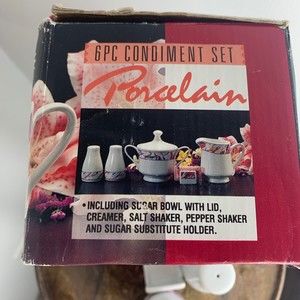 6PC CONDIMENT SET
Porcelain
•INCLUDING SUGAR BOWL WITH LID,
CREAMER, SALT SHAKER, PEPPER SHAKER
AND SUGAR SUBSTITUTE HOLDER.